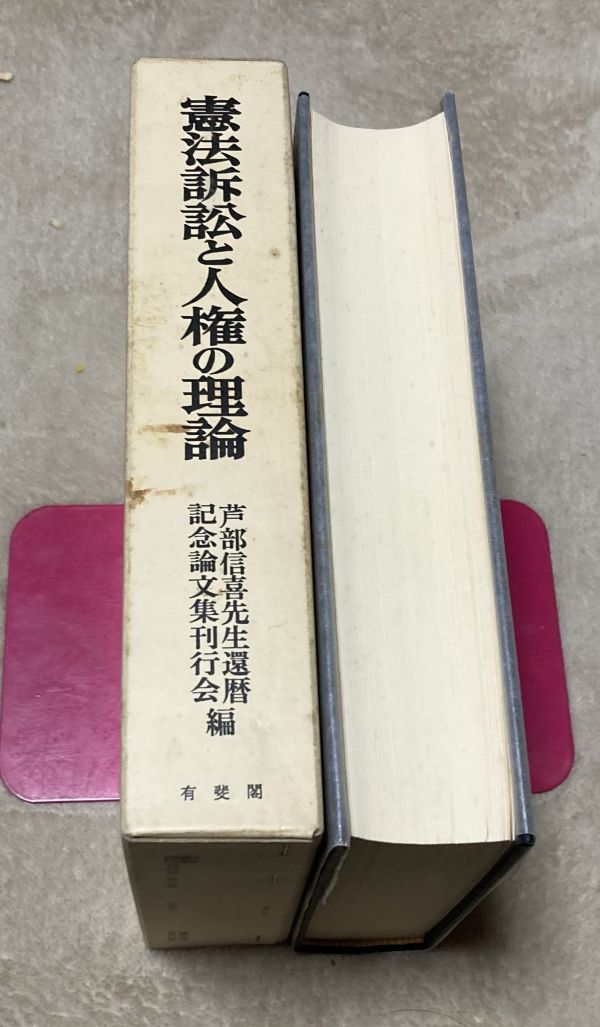 憲法訴訟と人権の理論
芦部信喜先生還暦
記念論文集刊行会
編
有斐閣